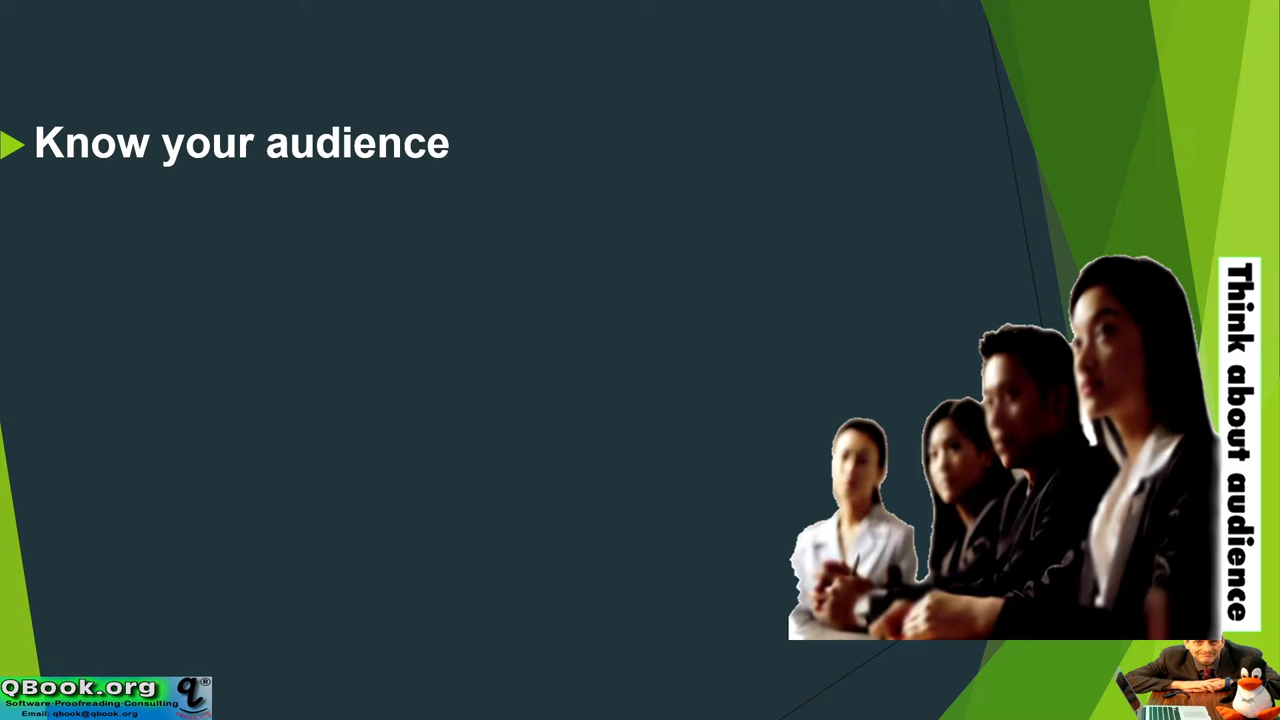 Know your audience
Think about audience
QBook.org
q®
Software·Proofreading·Consulting
Email: qbook@qbook.org